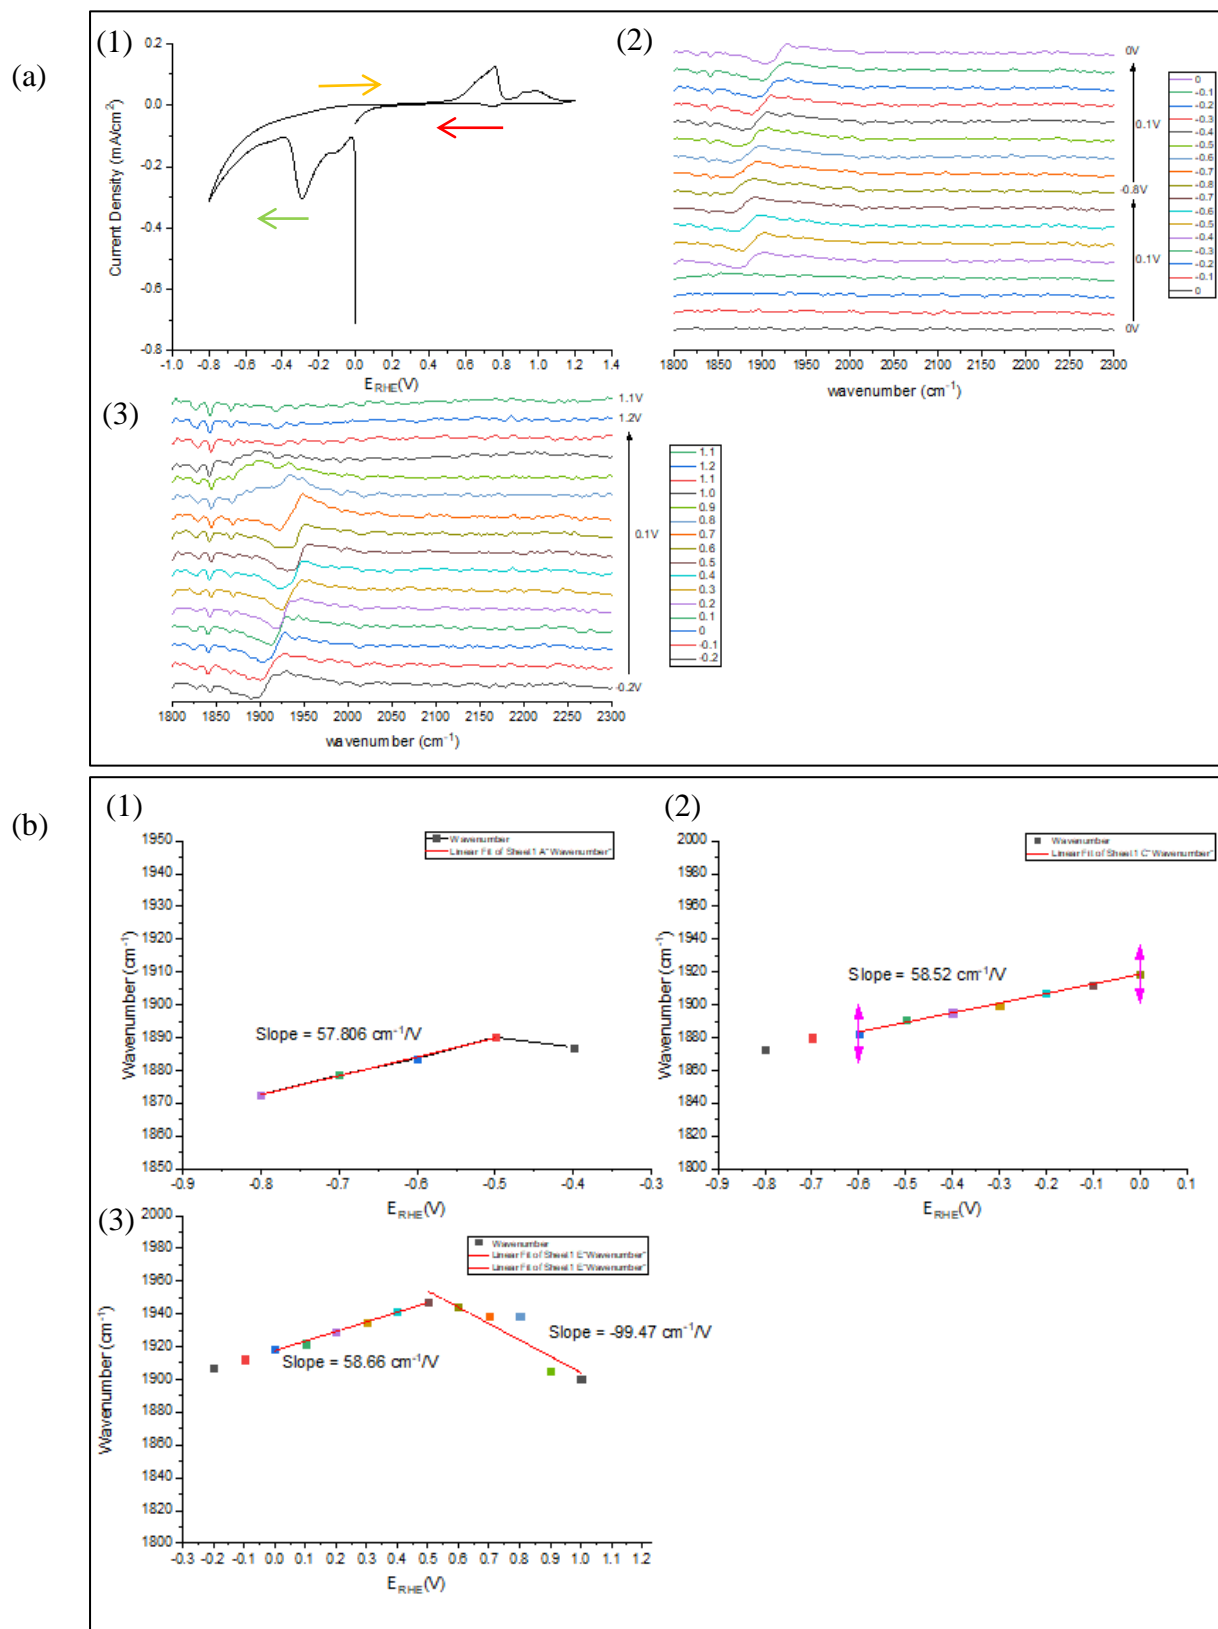 (a)
(1)
0.2
0.0
-0.2
-0.4
-0.6
-0.8
-1.0 -0.8 -0.6 -0.4 -0.2 0.0 0.2 0.4 0.6 0.8 1.0 1.2 1.4
Current Density (mA/cm²)
E_RHE(V)
(2)
0V
0.1V
-0.8V
0.1V
0V
1800 1850 1900 1950 2000 2050 2100 2150 2200 2250 2300
wavenumber (cm⁻¹)
0
-0.1
-0.2
-0.3
-0.4
-0.5
-0.6
-0.7
-0.8
-0.7
-0.6
-0.5
-0.4
-0.3
-0.2
-0.1
0
(3)
1.1V
1.2V
0.1V
-0.2V
1800 1850 1900 1950 2000 2050 2100 2150 2200 2250 2300
wavenumber (cm⁻¹)
1.1
1.2
1.1
1.0
0.9
0.8
0.7
0.6
0.5
0.4
0.3
0.2
0.1
0
-0.1
-0.2
(b)
(1)
1950
1940
1930
1920
1910
1900
1890
1880
1870
1860
1850
-0.9 -0.8 -0.7 -0.6 -0.5 -0.4 -0.3
Wavenumber (cm⁻¹)
E_RHE(V)
Wavenumber
Linear Fit of Sheet1 A"Wavenumber"
Slope = 57.806 cm⁻¹/V
(2)
2000
1980
1960
1940
1920
1900
1880
1860
1840
1820
1800
-0.9 -0.8 -0.7 -0.6 -0.5 -0.4 -0.3 -0.2 -0.1 0.0 0.1
Wavenumber (cm⁻¹)
E_RHE(V)
Wavenumber
Linear Fit of Sheet1 C"Wavenumber"
Slope = 58.52 cm⁻¹/V
(3)
2000
1980
1960
1940
1920
1900
1880
1860
1840
1820
1800
-0.3 -0.2 -0.1 0.0 0.1 0.2 0.3 0.4 0.5 0.6 0.7 0.8 0.9 1.0 1.1 1.2
Wavenumber (cm⁻¹)
E_RHE(V)
Wavenumber
Linear Fit of Sheet1 E"Wavenumber"
Linear Fit of Sheet1 E"Wavenumber"
Slope = 58.66 cm⁻¹/V
Slope = -99.47 cm⁻¹/V